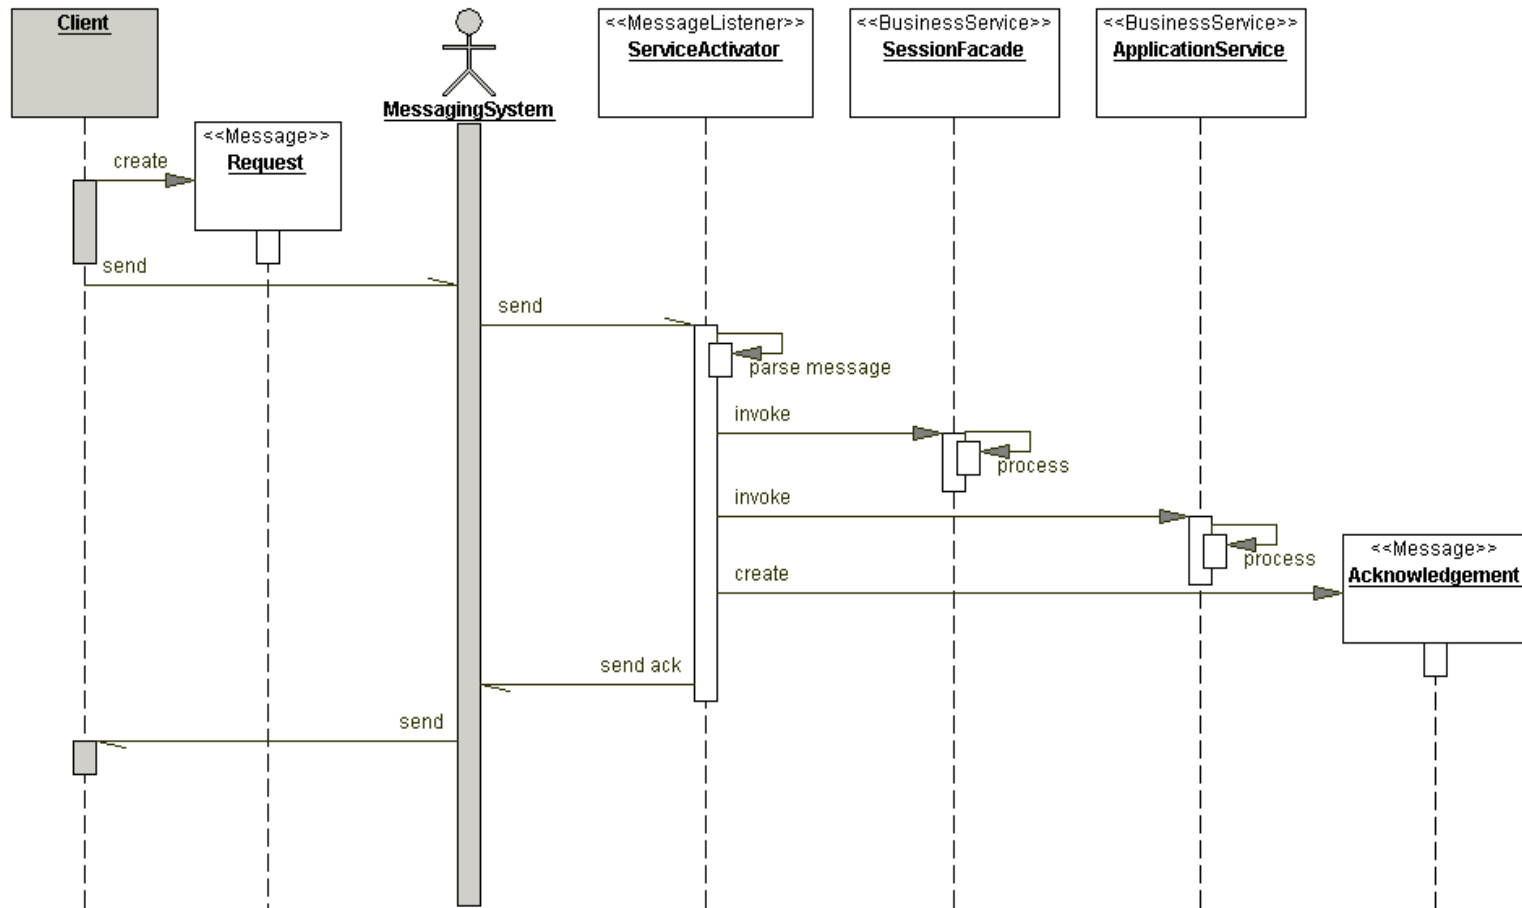 Client
MessagingSystem
<<MessageListener>>
ServiceActivator
<<BusinessService>>
SessionFacade
<<BusinessService>>
ApplicationService
<<Message>>
Request
create
send
send
parse message
invoke
process
invoke
process
<<Message>>
Acknowledgement
create
send ack
send